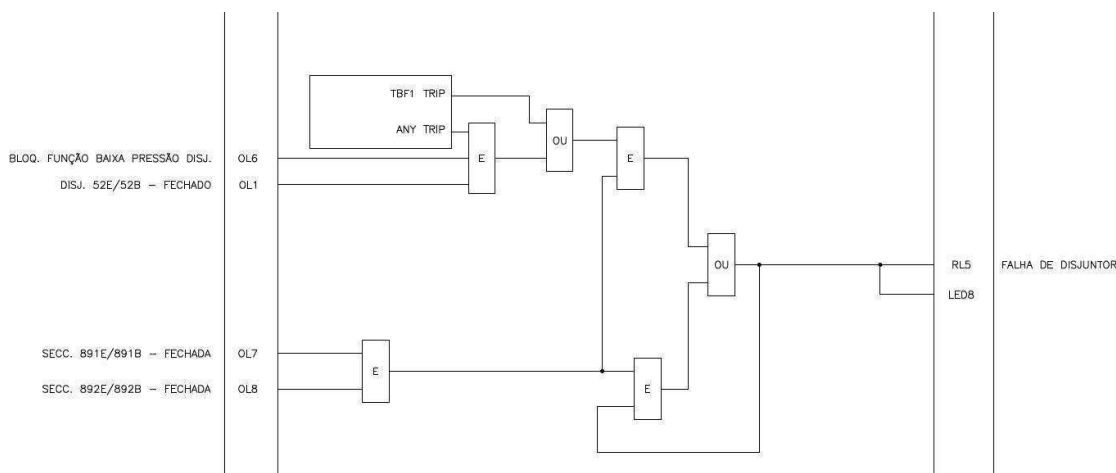 TBF1 TRIP
ANY TRIP
OU
E
BLOQ. FUNÇÃO BAIXA PRESSÃO DISJ. OL6
E
DISJ. 52E/52B – FECHADO OL1
OU
RL5 FALHA DE DISJUNTOR
LED8
SECC. 891E/891B – FECHADA OL7
E
E
SECC. 892E/892B – FECHADA OL8